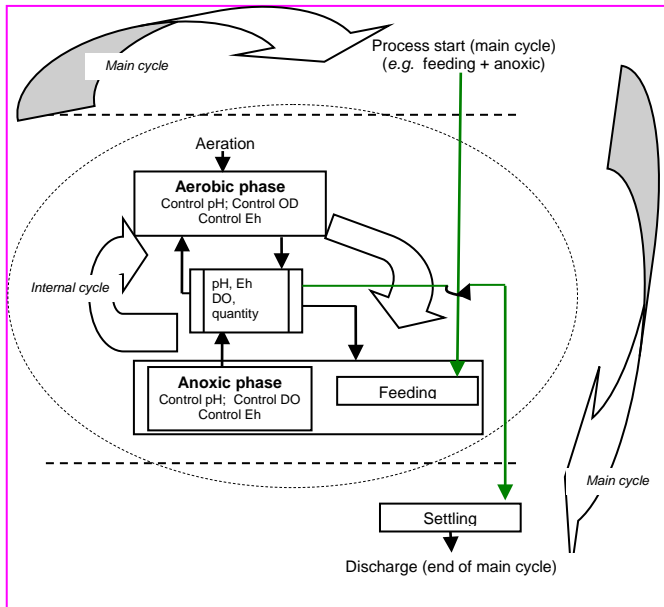 Main cycle
Process start (main cycle)
(e.g. feeding + anoxic)
Aeration
Aerobic phase
Control pH; Control OD
Control Eh
Internal cycle
pH, Eh
DO,
quantity
Anoxic phase
Control pH; Control DO
Control Eh
Feeding
Main cycle
Settling
Discharge (end of main cycle)